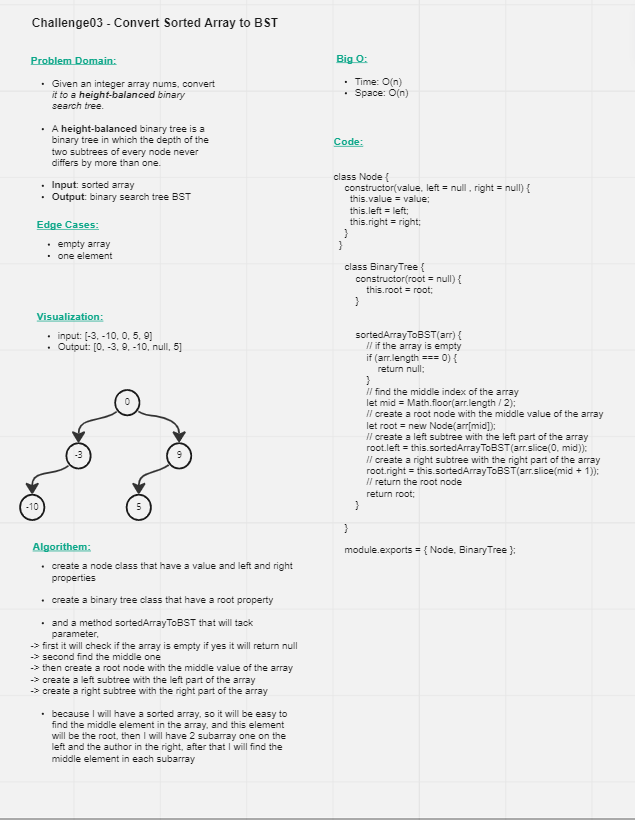 Challenge03 - Convert Sorted Array to BST
Problem Domain:
• Given an integer array nums, convert
it to a height-balanced binary
search tree.
• A height-balanced binary tree is a
binary tree in which the depth of the
two subtrees of every node never
differs by more than one.
• Input: sorted array
• Output: binary search tree BST
Edge Cases:
• empty array
• one element
Visualization:
• input: [-3, -10, 0, 5, 9]
• Output: [0, -3, 9, -10, null, 5]
0
-3
9
-10
5
Algorithem:
• create a node class that have a value and left and right
properties
• create a binary tree class that have a root property
• and a method sortedArrayToBST that will tack
parameter,
-> first it will check if the array is empty if yes it will return null
-> second find the middle one
-> then create a root node with the middle value of the array
-> create a left subtree with the left part of the array
-> create a right subtree with the right part of the array
• because I will have a sorted array, so it will be easy to
find the middle element in the array, and this element
will be the root, then I will have 2 subarray one on the
left and the author in the right, after that I will find the
middle element in each subarray
Big O:
• Time: O(n)
• Space: O(n)
Code:
class Node {
constructor(value, left = null , right = null) {
this.value = value;
this.left = left;
this.right = right;
}
}
class BinaryTree {
constructor(root = null) {
this.root = root;
}
sortedArrayToBST(arr) {
// if the array is empty
if (arr.length === 0) {
return null;
}
// find the middle index of the array
let mid = Math.floor(arr.length / 2);
// create a root node with the middle value of the array
let root = new Node(arr[mid]);
// create a left subtree with the left part of the array
root.left = this.sortedArrayToBST(arr.slice(0, mid));
// create a right subtree with the right part of the array
root.right = this.sortedArrayToBST(arr.slice(mid + 1));
// return the root node
return root;
}
}
module.exports = { Node, BinaryTree };